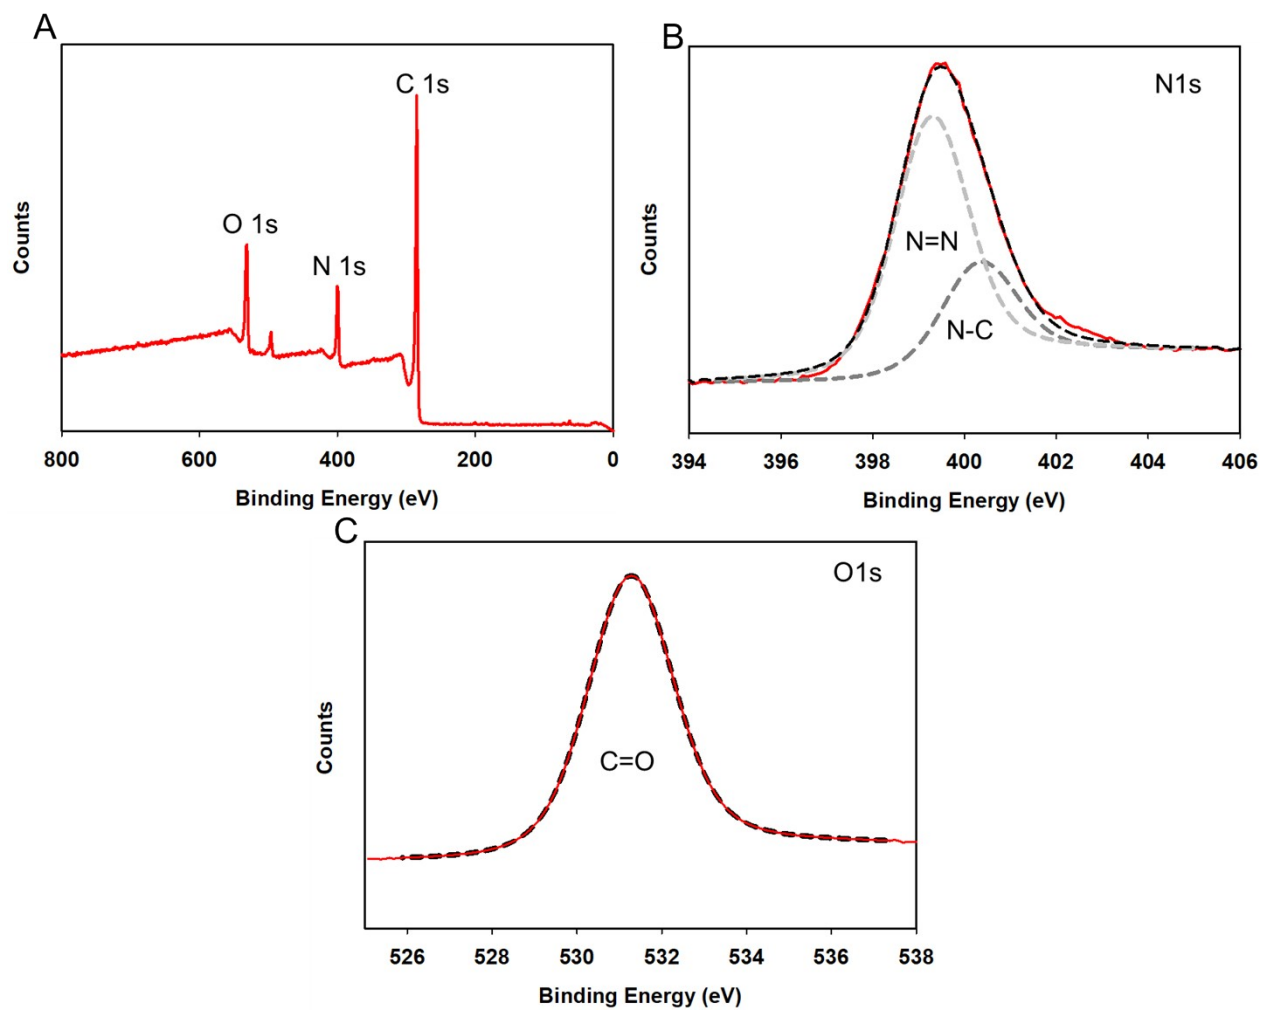 A
C 1s
O 1s
N 1s
Counts
800 600 400 200 0
Binding Energy (eV)
B
N1s
N=N
N-C
Counts
394 396 398 400 402 404 406
Binding Energy (eV)
C
O1s
C=O
Counts
526 528 530 532 534 536 538
Binding Energy (eV)